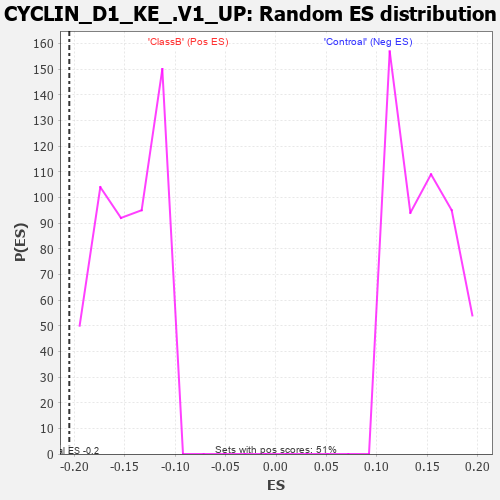 CYCLIN_D1_KE_.V1_UP: Random ES distribution
'ClassB' (Pos ES)
'Controal' (Neg ES)
160
150
140
130
120
110
100
90
80
70
60
50
40
30
20
10
0
P(ES)
al ES -0.2
Sets with pos scores: 51%
-0.20 -0.15 -0.10 -0.05 0.00 0.05 0.10 0.15 0.20
ES